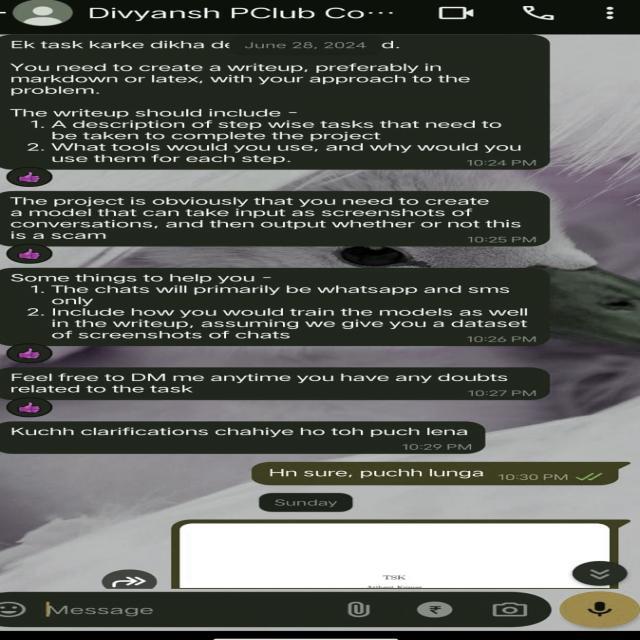 Divyansh PClub Co...
Ek task karke dikha de
June 28, 2024
d.
You need to create a writeup, preferably in
markdown or latex, with your approach to the
problem.
The writeup should include -
1. A description of step wise tasks that need to
be taken to complete the project
2. What tools would you use, and why would you
use them for each step.
10:24 PM
The project is obviously that you need to create
a model that can take input as screenshots of
conversations, and then output whether or not this
is a scam
10:25 PM
Some things to help you -
1. The chats will primarily be whatsapp and sms
only
2. Include how you would train the models as well
in the writeup, assuming we give you a dataset
of screenshots of chats
10:26 PM
Feel free to DM me anytime you have any doubts
related to the task
10:27 PM
Kuchh clarifications chahiye ho toh puch lena
10:29 PM
Hn sure, puchh lunga 10:30 PM
Sunday
TSK
Message
₹